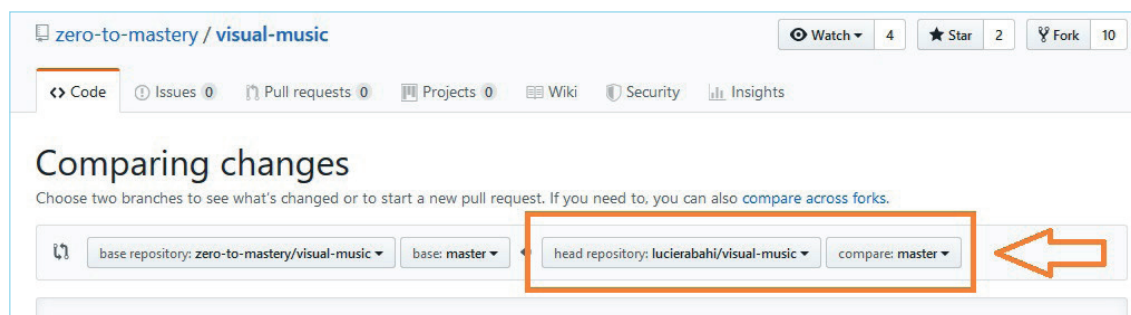 zero-to-mastery / visual-music Watch 4 Star 2 Fork 10
Code Issues 0 Pull requests 0 Projects 0 Wiki Security Insights
Comparing changes
Choose two branches to see what's changed or to start a new pull request. If you need to, you can also compare across forks.
base repository: zero-to-mastery/visual-music base: master head repository: lucierabahi/visual-music compare: master